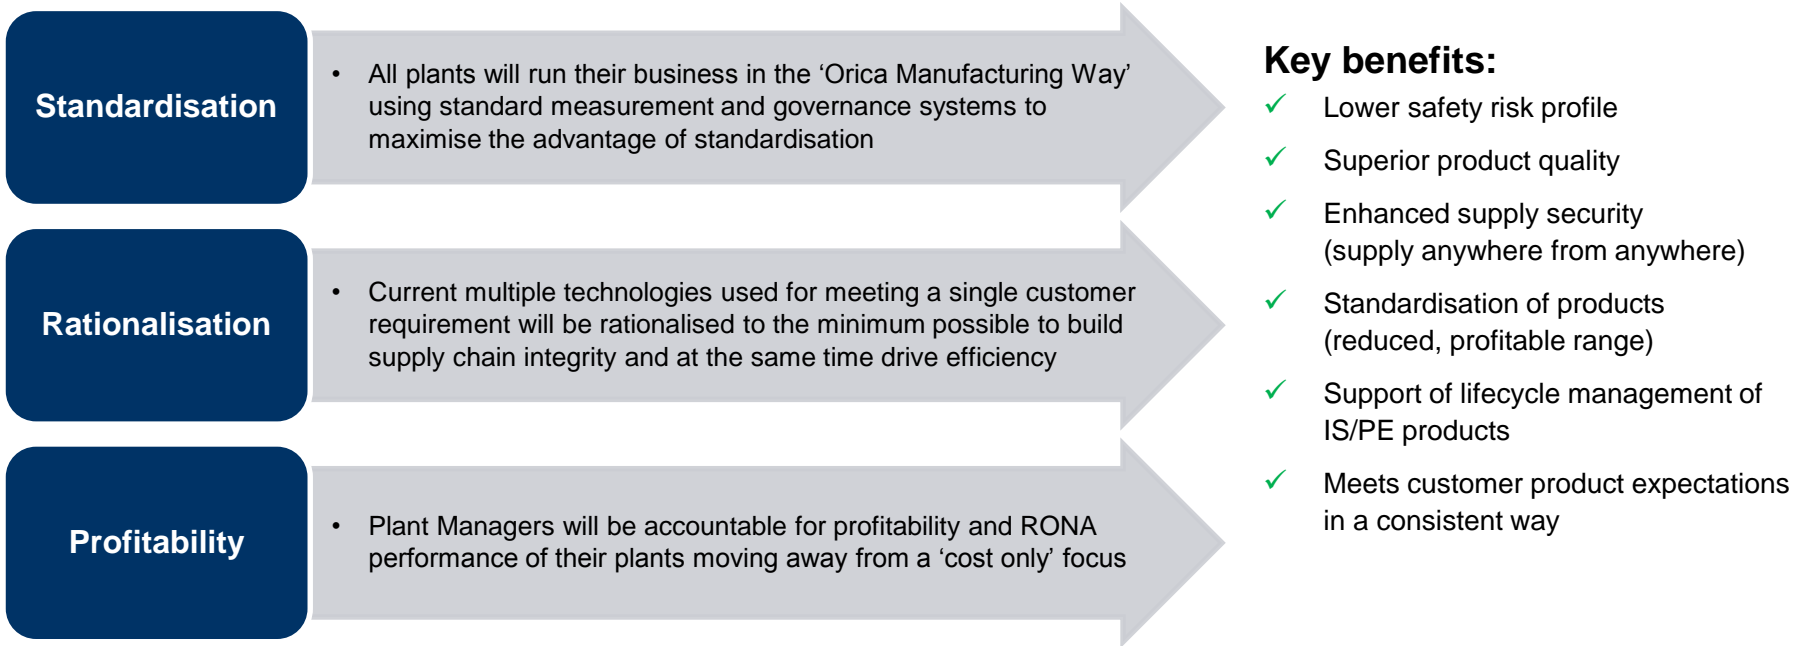 Standardisation
• All plants will run their business in the ‘Orica Manufacturing Way’
using standard measurement and governance systems to
maximise the advantage of standardisation
Rationalisation
• Current multiple technologies used for meeting a single customer
requirement will be rationalised to the minimum possible to build
supply chain integrity and at the same time drive efficiency
Profitability
• Plant Managers will be accountable for profitability and RONA
performance of their plants moving away from a ‘cost only’ focus
Key benefits:
✓ Lower safety risk profile
✓ Superior product quality
✓ Enhanced supply security
(supply anywhere from anywhere)
✓ Standardisation of products
(reduced, profitable range)
✓ Support of lifecycle management of
IS/PE products
✓ Meets customer product expectations
in a consistent way